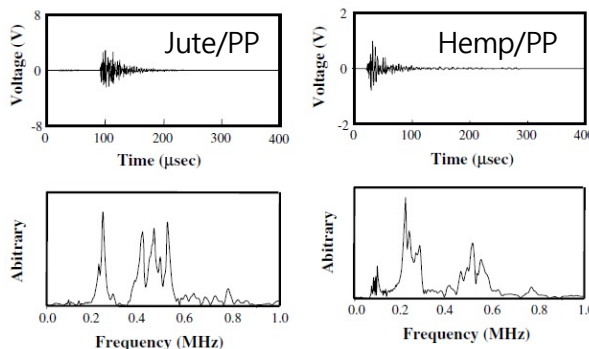 Jute/PP
Voltage (V)
8
0
-8
0 100 200 300 400
Time (μsec)
Hemp/PP
Voltage (V)
2
0
-2
0 100 200 300 400
Time (μsec)
Abitrary
0.0 0.2 0.4 0.6 0.8 1.0
Frequency (MHz)
Abitrary
0.0 0.2 0.4 0.6 0.8 1.0
Frequency (MHz)